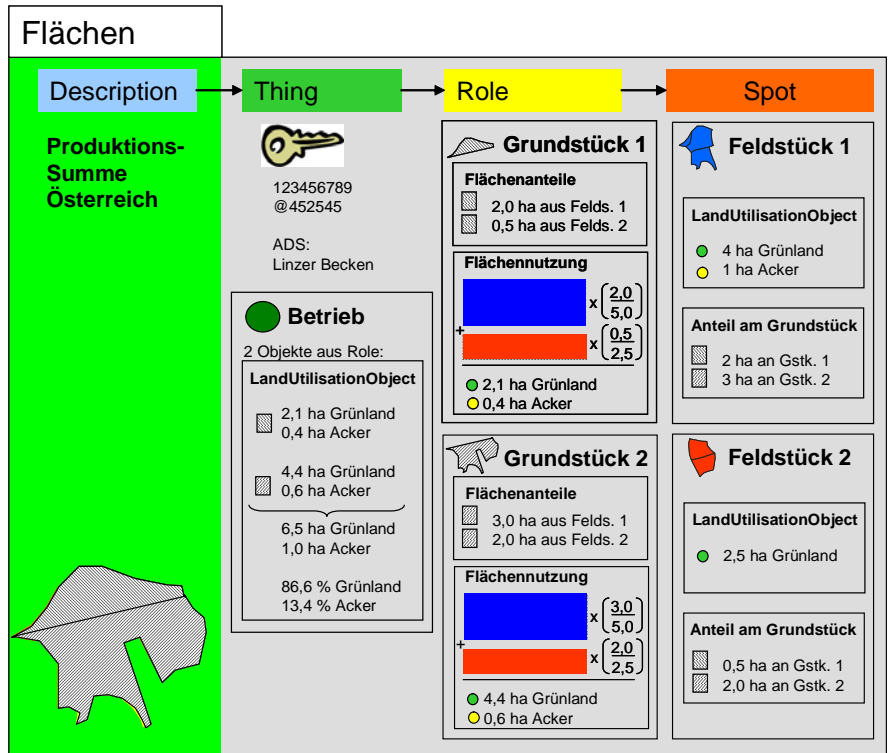 Flächen
Description
Thing
Role
Spot
Produktions-
Summe
Österreich
123456789
@452545
ADS:
Linzer Becken
Betrieb
2 Objekte aus Role:
LandUtilisationObject
2,1 ha Grünland
0,4 ha Acker
4,4 ha Grünland
0,6 ha Acker
6,5 ha Grünland
1,0 ha Acker
86,6 % Grünland
13,4 % Acker
Grundstück 1
Flächenanteile
2,0 ha aus Felds. 1
0,5 ha aus Felds. 2
Flächennutzung
x (2,0
5,0)
+
x (0,5
2,5)
2,1 ha Grünland
0,4 ha Acker
Grundstück 2
Flächenanteile
3,0 ha aus Felds. 1
2,0 ha aus Felds. 2
Flächennutzung
x (3,0
5,0)
+
x (2,0
2,5)
4,4 ha Grünland
0,6 ha Acker
Feldstück 1
LandUtilisationObject
4 ha Grünland
1 ha Acker
Anteil am Grundstück
2 ha an Gstk. 1
3 ha an Gstk. 2
Feldstück 2
LandUtilisationObject
2,5 ha Grünland
Anteil am Grundstück
0,5 ha an Gstk. 1
2,0 ha an Gstk. 2